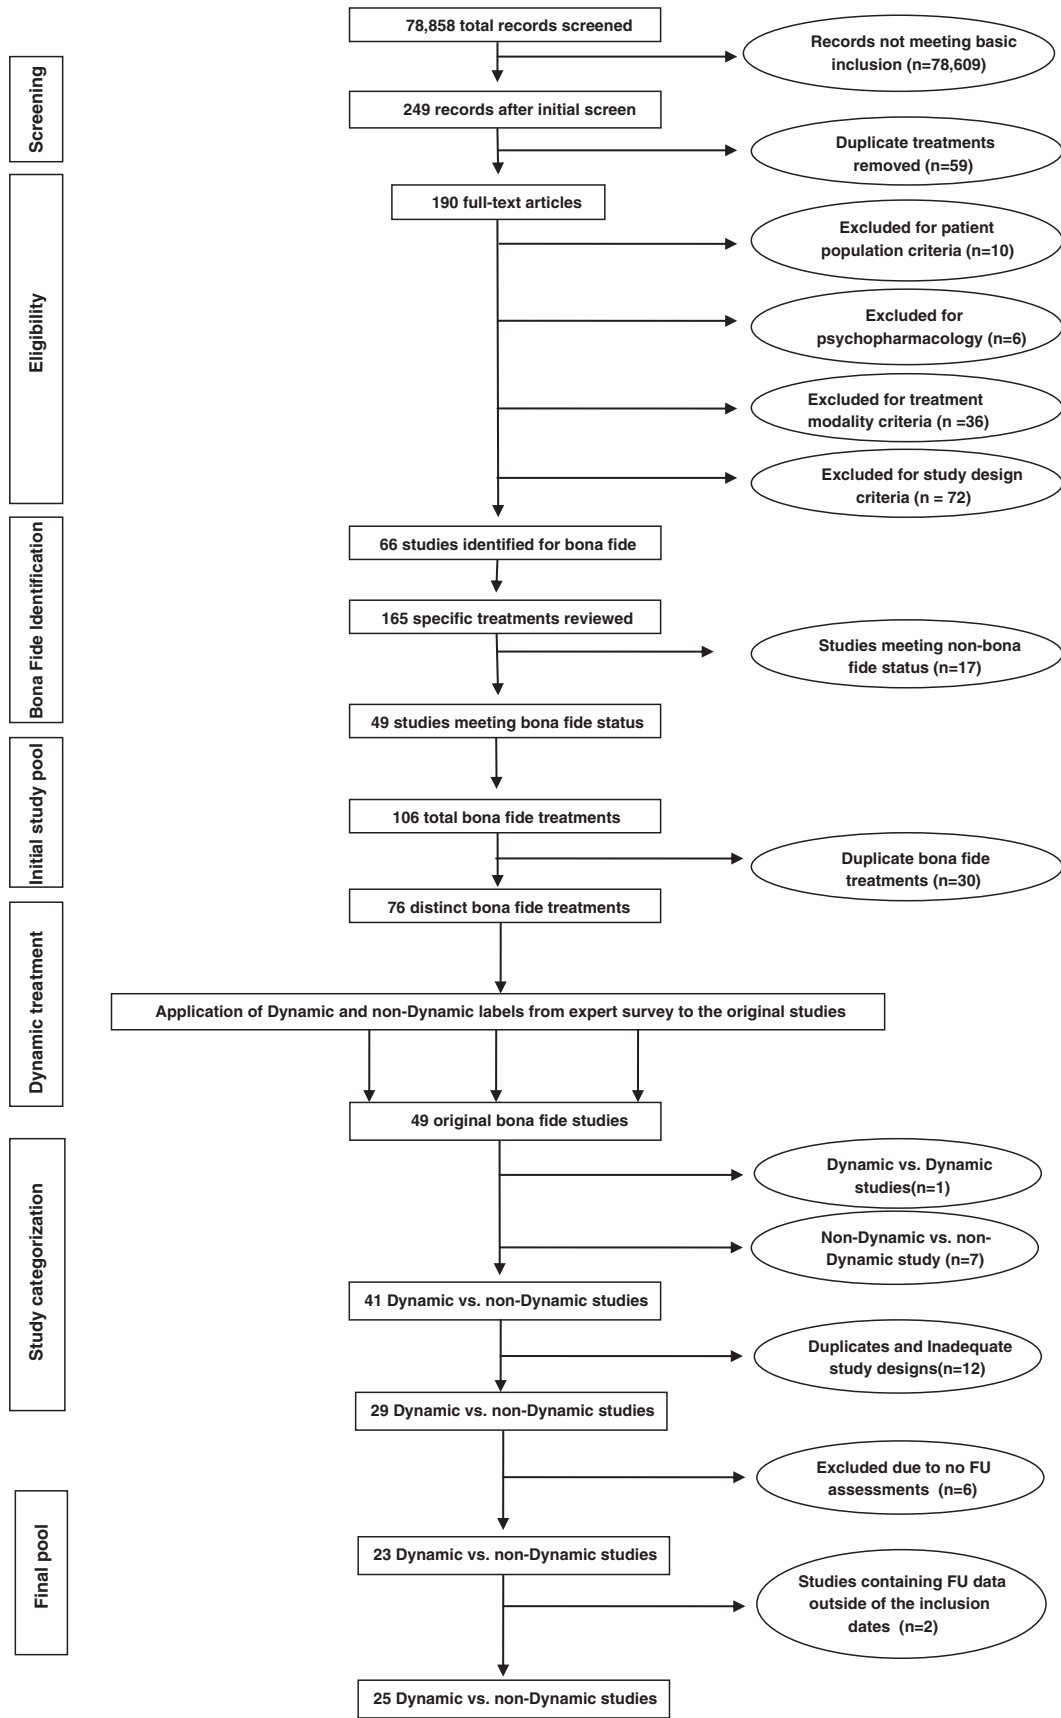 78,858 total records screened
Records not meeting basic
inclusion (n=78,609)
Screening
249 records after initial screen
Duplicate treatments
removed (n=59)
Eligibility
190 full-text articles
Excluded for patient
population criteria (n=10)
Excluded for
psychopharmacology (n=6)
Excluded for treatment
modality criteria (n =36)
Excluded for study design
criteria (n = 72)
Bona Fide Identification
66 studies identified for bona fide
165 specific treatments reviewed
Studies meeting non-bona
fide status (n=17)
49 studies meeting bona fide status
Initial study pool
106 total bona fide treatments
Duplicate bona fide
treatments (n=30)
76 distinct bona fide treatments
Dynamic treatment
Application of Dynamic and non-Dynamic labels from expert survey to the original studies
49 original bona fide studies
Study categorization
Dynamic vs. Dynamic
studies(n=1)
Non-Dynamic vs. non-
Dynamic study (n=7)
41 Dynamic vs. non-Dynamic studies
Duplicates and Inadequate
study designs(n=12)
29 Dynamic vs. non-Dynamic studies
Excluded due to no FU
assessments (n=6)
Final pool
23 Dynamic vs. non-Dynamic studies
Studies containing FU data
outside of the inclusion
dates (n=2)
25 Dynamic vs. non-Dynamic studies